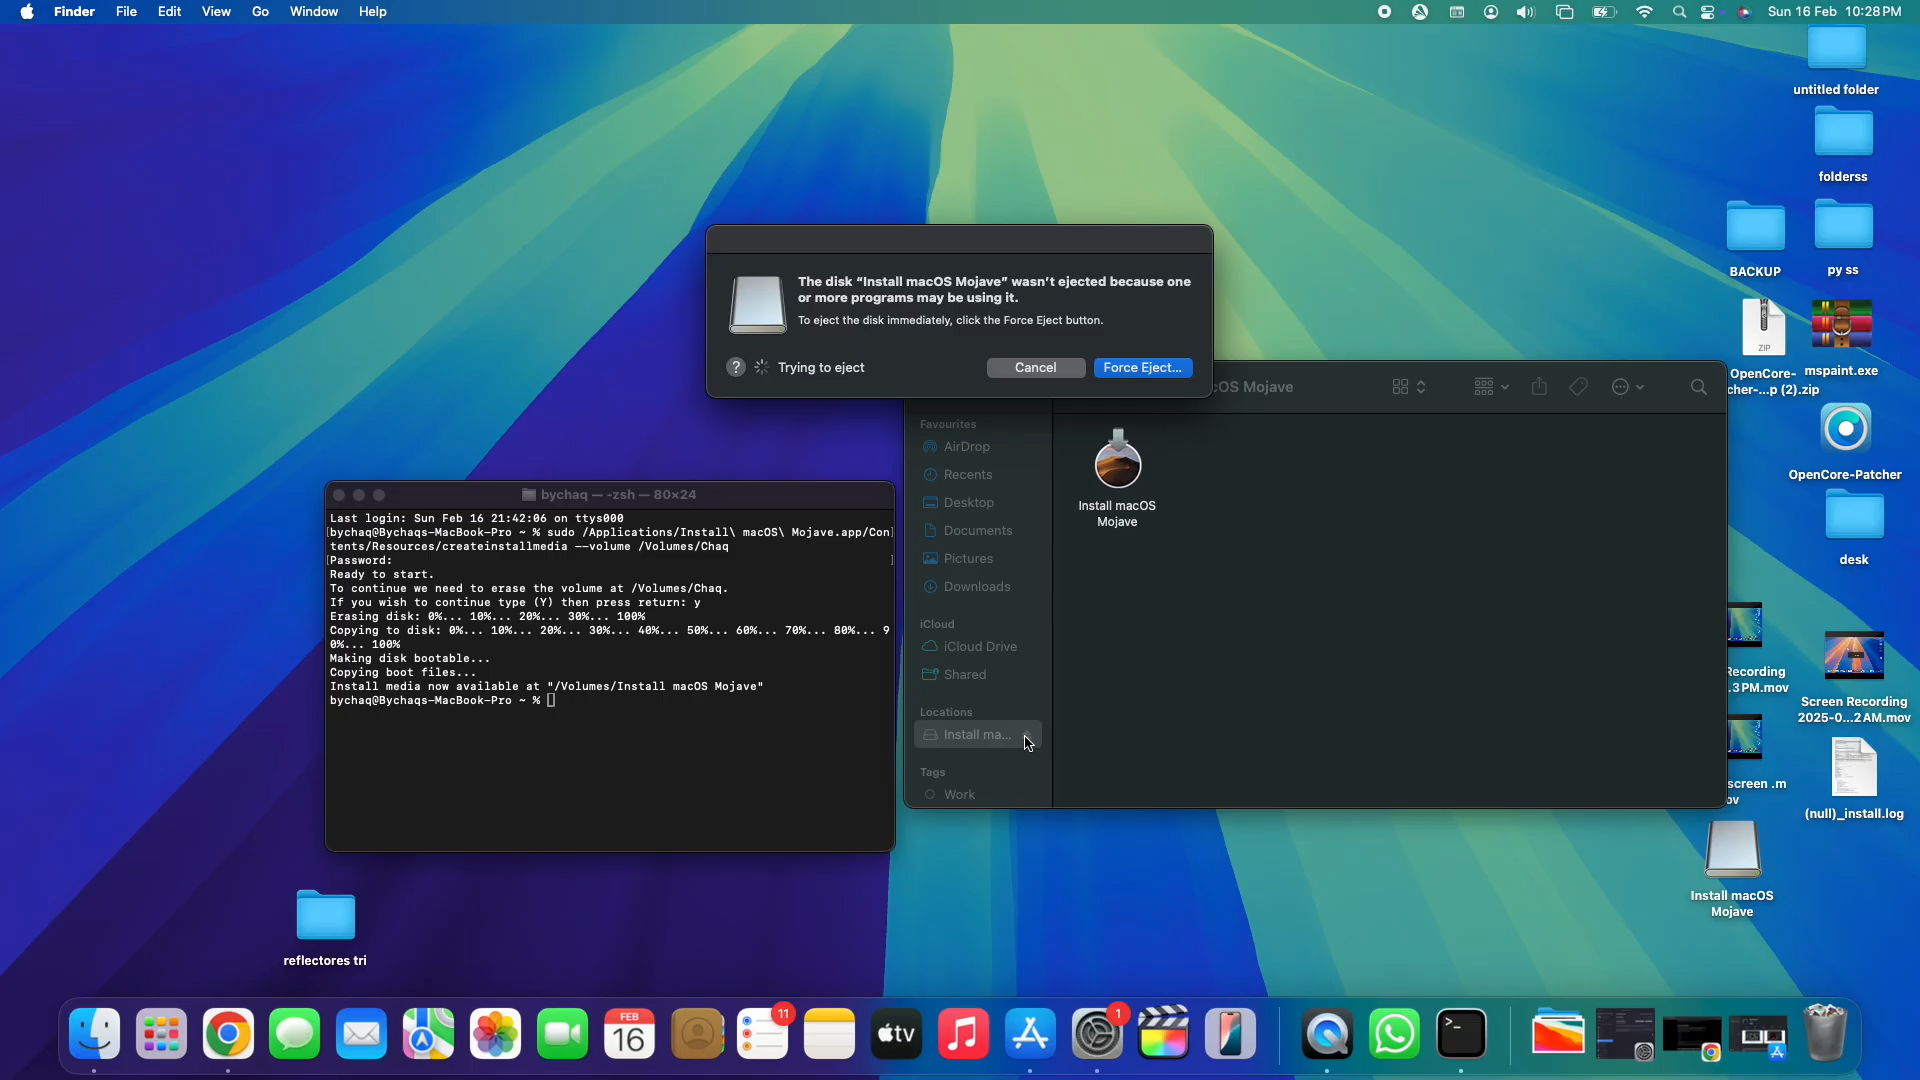 Finder File Edit View Go Window Help
Sun 16 Feb 10:28 PM
untitled folder
folderss
BACKUP
py ss
ZIP
OpenCore-
cher-...p (2).zip
mspaint.exe
OpenCore-Patcher
desk
Recording
.3 PM.mov
Screen Recording
2025-0...2 AM.mov
screen .m
ov
(null)_install.log
Install macOS
Mojave
The disk “Install macOS Mojave” wasn’t ejected because one
or more programs may be using it.
To eject the disk immediately, click the Force Eject button.
? Trying to eject
Cancel
Force Eject...
OS Mojave
Favourites
AirDrop
Recents
Desktop
Documents
Pictures
Downloads
iCloud
iCloud Drive
Shared
Locations
Install ma...
Tags
Work
Install macOS
Mojave
bychaq — -zsh — 80×24
Last login: Sun Feb 16 21:42:06 on ttys000
[bychaq@Bychaqs-MacBook-Pro ~ % sudo /Applications/Install\ macOS\ Mojave.app/Con]
tents/Resources/createinstallmedia --volume /Volumes/Chaq
[Password: ]
Ready to start.
To continue we need to erase the volume at /Volumes/Chaq.
If you wish to continue type (Y) then press return: y
Erasing disk: 0%... 10%... 20%... 30%... 100%
Copying to disk: 0%... 10%... 20%... 30%... 40%... 50%... 60%... 70%... 80%... 9
0%... 100%
Making disk bootable...
Copying boot files...
Install media now available at "/Volumes/Install macOS Mojave"
bychaq@Bychaqs-MacBook-Pro ~ %
reflectores tri
FEB
16
11
tv
1
>_